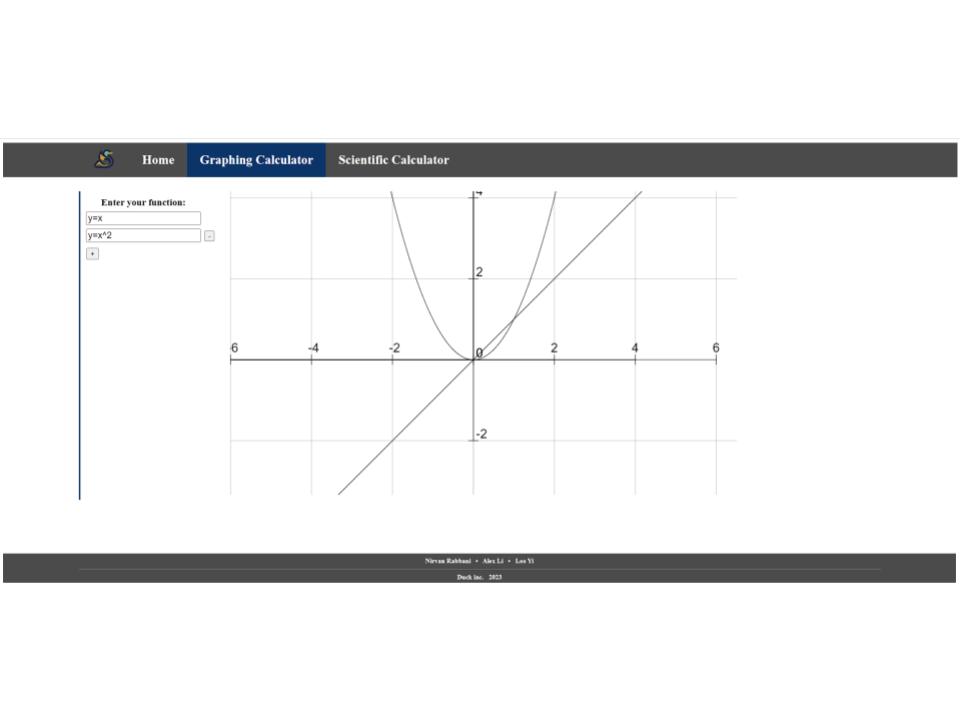 Home Graphing Calculator Scientific Calculator
Enter your function:
y=x
y=x^2 -
+
4
2
6 -4 -2 0 2 4 6
-2
Nirvan Rabbani • Alex Li • Leo Yi
Duck inc. 2023